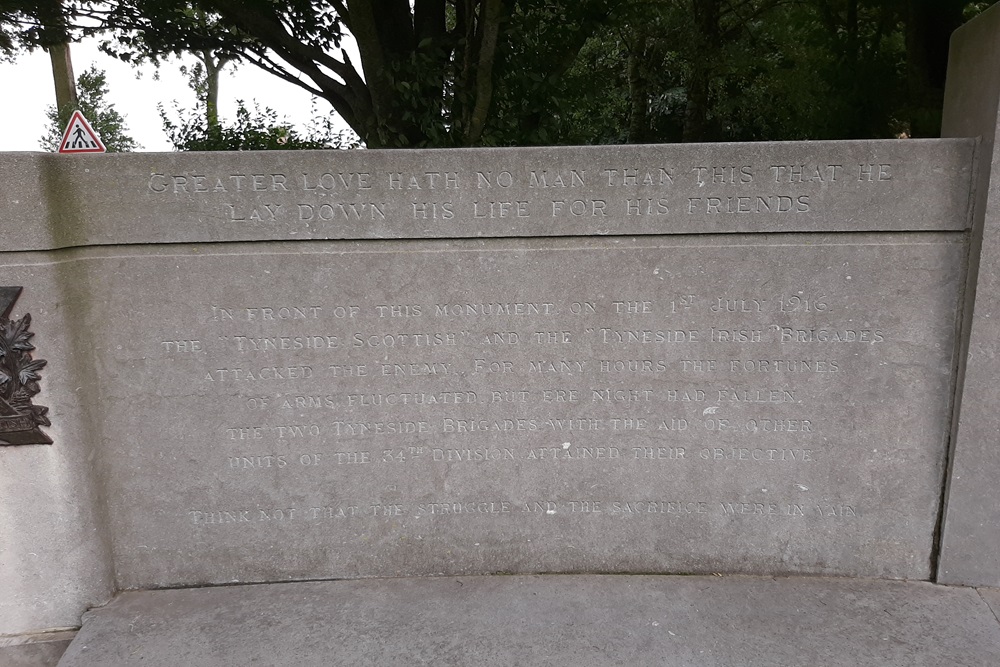 GREATER LOVE HATH NO MAN THAN THIS THAT HE
LAY DOWN HIS LIFE FOR HIS FRIENDS
IN FRONT OF THIS MONUMENT ON THE 1ST JULY 1916.
THE "TYNESIDE SCOTTISH" AND THE "TYNESIDE IRISH" BRIGADES
ATTACKED THE ENEMY. FOR MANY HOURS THE FORTUNES
OF ARMS FLUCTUATED BUT ERE NIGHT HAD FALLEN.
THE TWO TYNESIDE BRIGADES WITH THE AID OF OTHER
UNITS OF THE 34TH DIVISION ATTAINED THEIR OBJECTIVE
THINK NOT THAT THE STRUGGLE AND THE SACRIFICE WERE IN VAIN